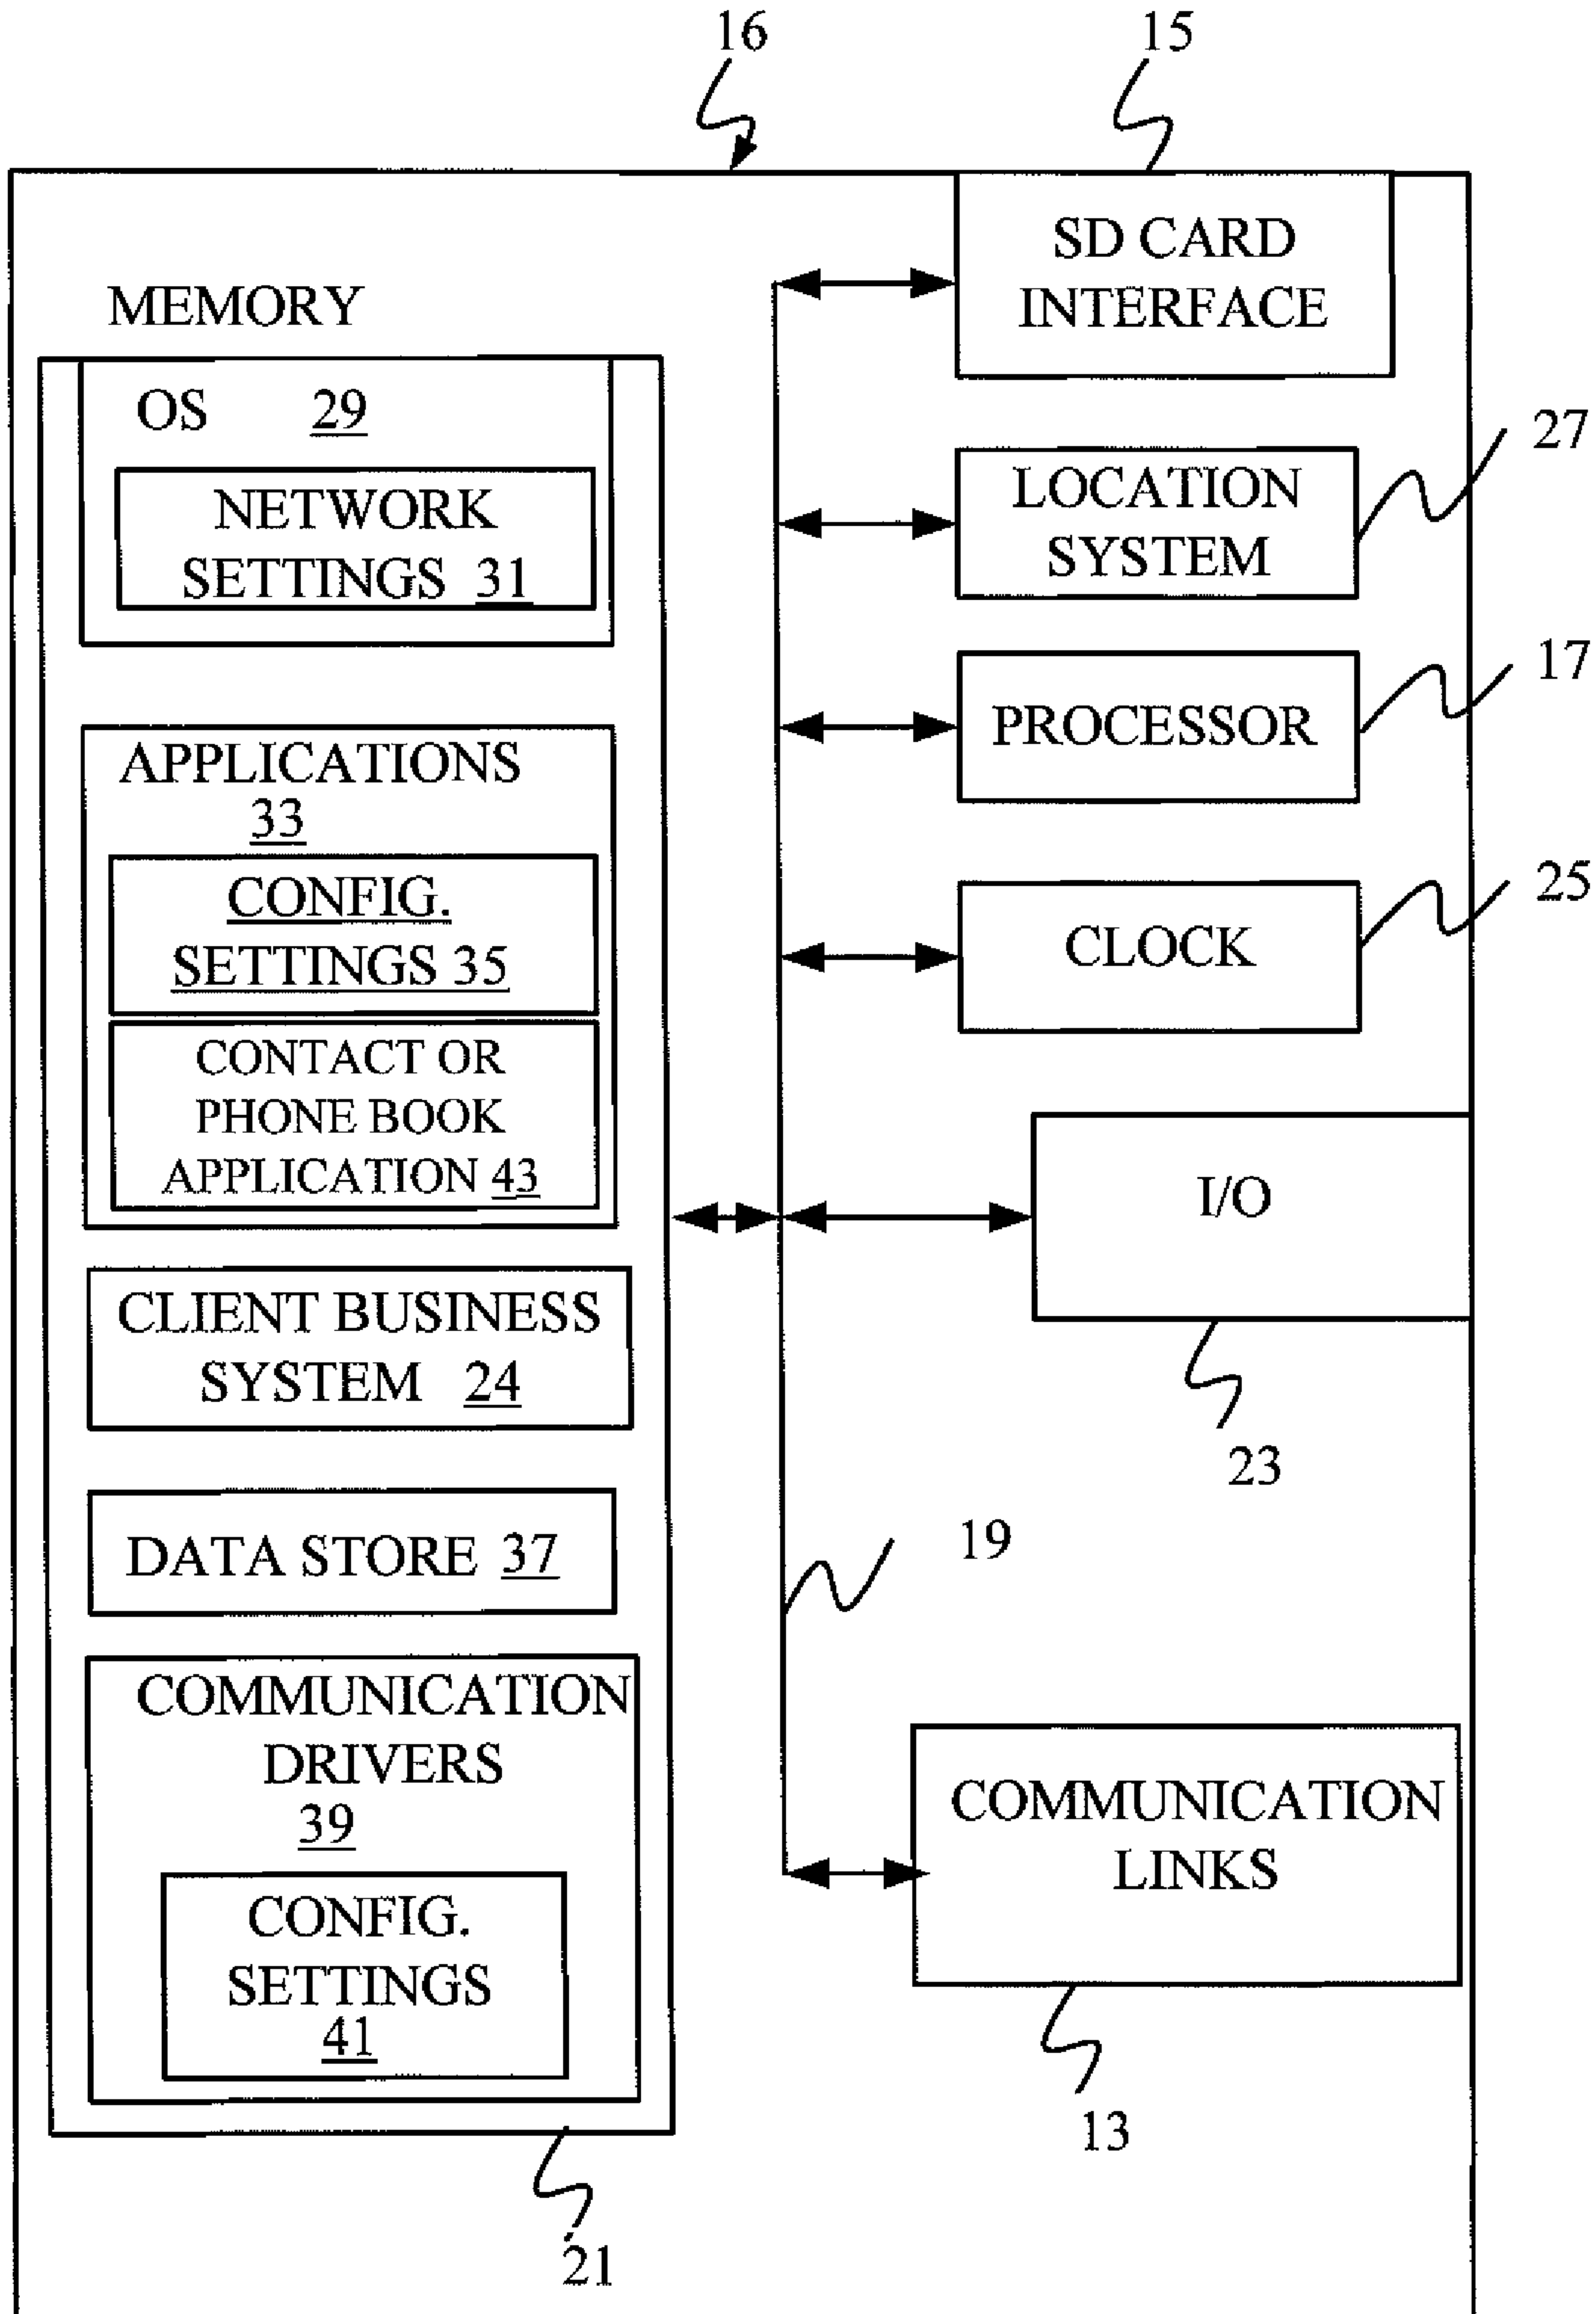 16
15
SD CARD
INTERFACE
MEMORY
OS 29
NETWORK
SETTINGS 31
27
LOCATION
SYSTEM
17
PROCESSOR
APPLICATIONS
33
CONFIG.
SETTINGS 35
25
CLOCK
CONTACT OR
PHONE BOOK
APPLICATION 43
I/O
23
CLIENT BUSINESS
SYSTEM 24
DATA STORE 37
19
COMMUNICATION
DRIVERS
39
CONFIG.
SETTINGS
41
COMMUNICATION
LINKS
13
21